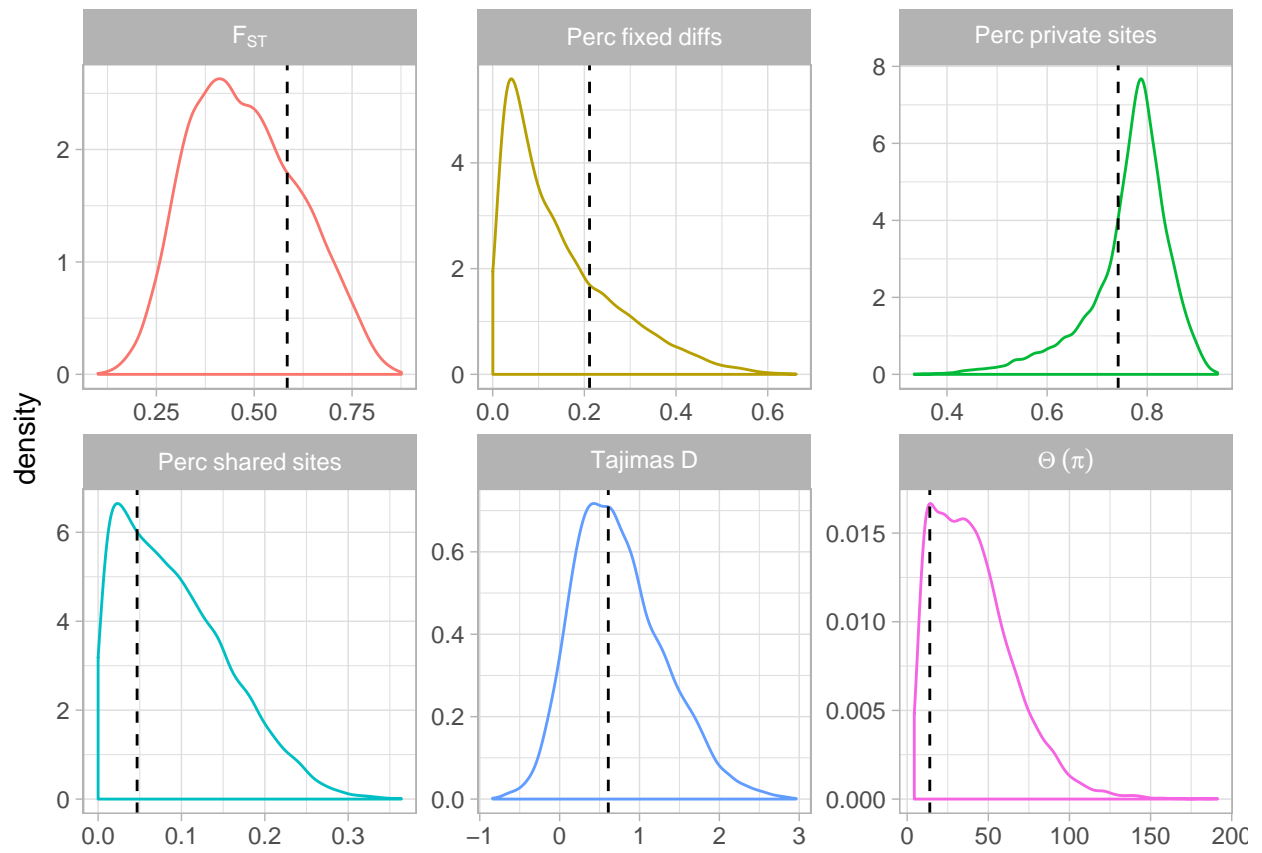 F_ST
Perc fixed diffs
Perc private sites
2
1
0
0.25 0.50 0.75
4
2
0
0.0 0.2 0.4 0.6
8
6
4
2
0
0.4 0.6 0.8
density
Perc shared sites
Tajimas D
Θ (π)
6
4
2
0
0.0 0.1 0.2 0.3
0.6
0.4
0.2
0.0
−1 0 1 2 3
0.015
0.010
0.005
0.000
0 50 100 150 200